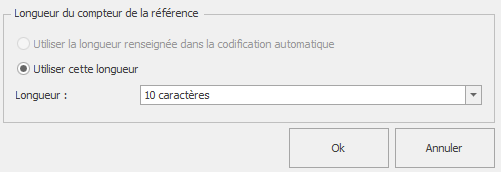 Longueur du compteur de la référence
Utiliser la longueur renseignée dans la codification automatique
Utiliser cette longueur
Longueur : 10 caractères
Ok Annuler